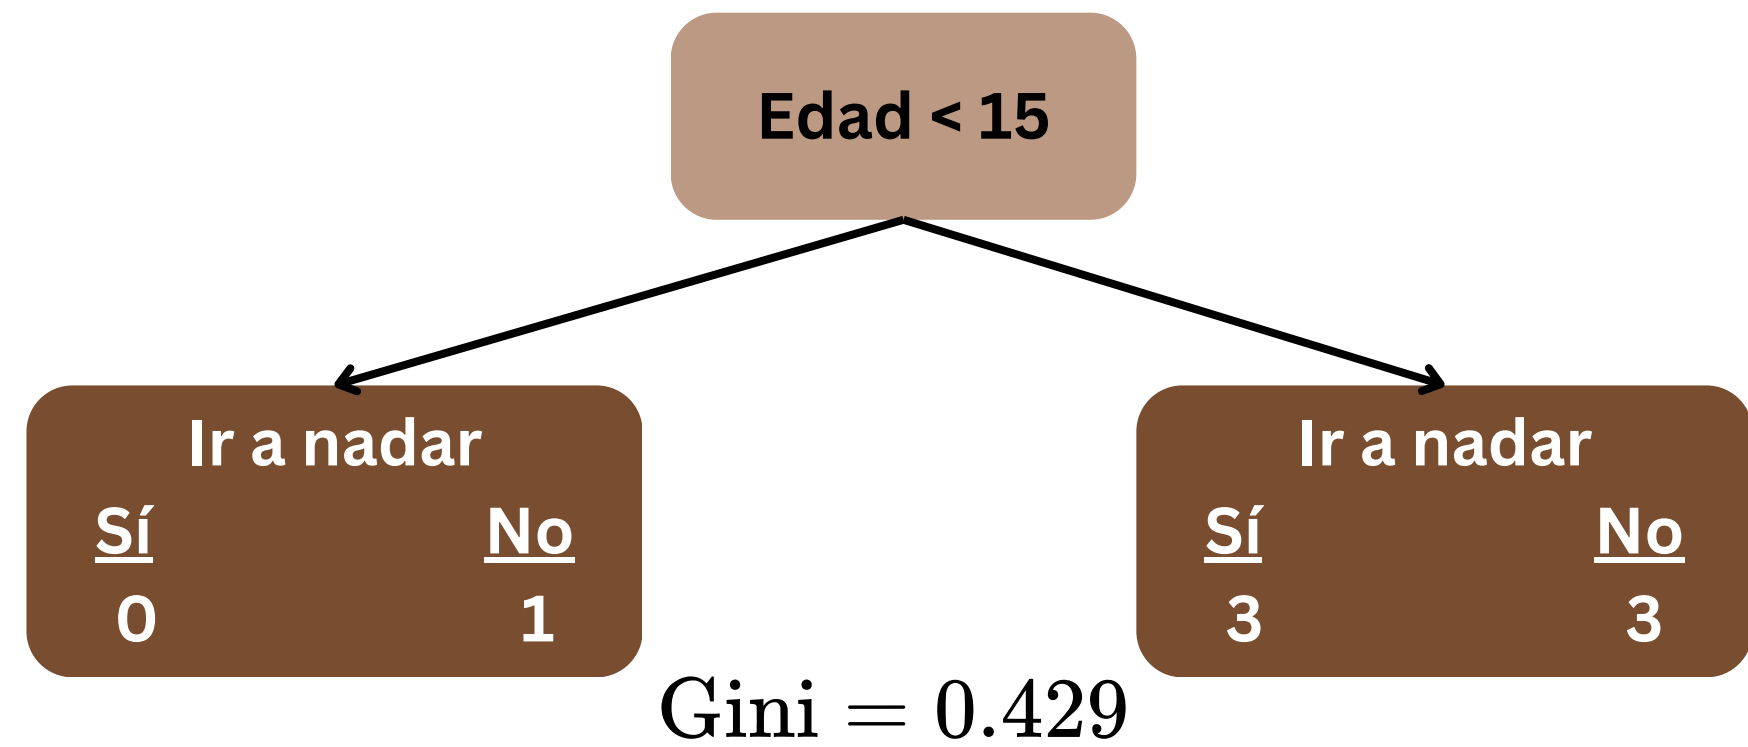 Edad < 15
Ir a nadar
Sí No
0 1
Ir a nadar
Sí No
3 3
Gini = 0.429